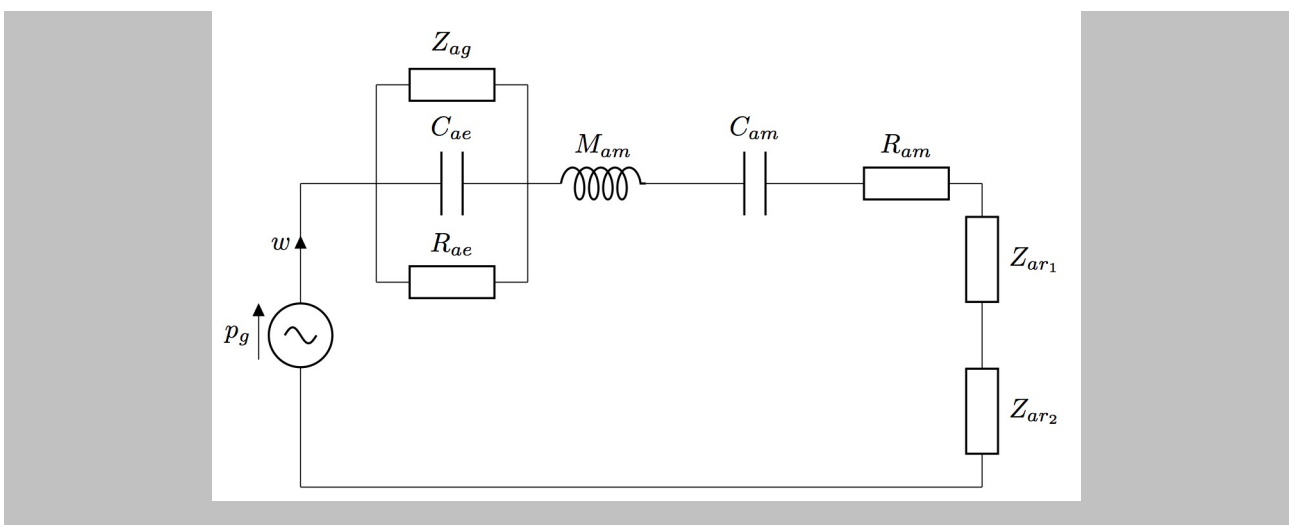 Z_ag
C_ae
M_am
C_am
R_am
w
R_ae
Z_ar₁
p_g
Z_ar₂